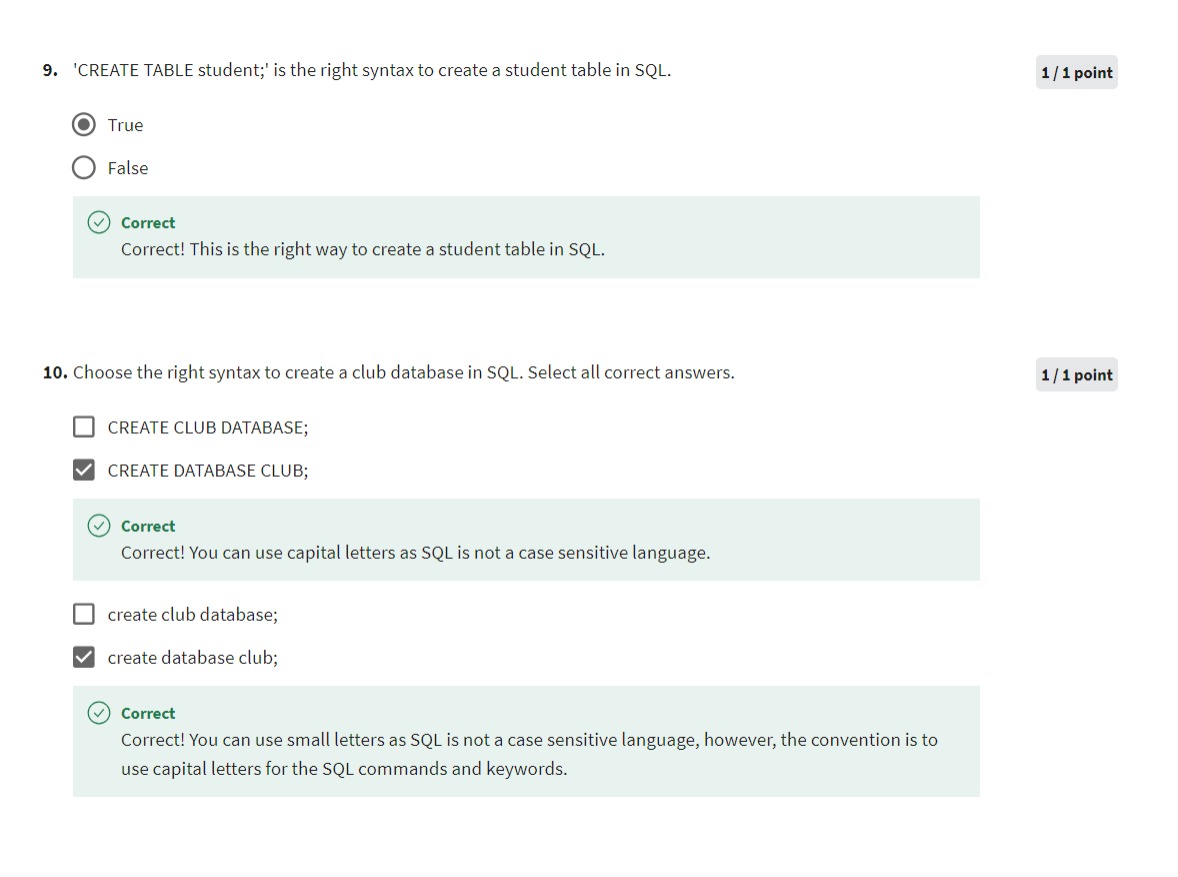 9. 'CREATE TABLE student;' is the right syntax to create a student table in SQL.
1 / 1 point
True
False
Correct
Correct! This is the right way to create a student table in SQL.
10. Choose the right syntax to create a club database in SQL. Select all correct answers.
1 / 1 point
CREATE CLUB DATABASE;
CREATE DATABASE CLUB;
Correct
Correct! You can use capital letters as SQL is not a case sensitive language.
create club database;
create database club;
Correct
Correct! You can use small letters as SQL is not a case sensitive language, however, the convention is to
use capital letters for the SQL commands and keywords.